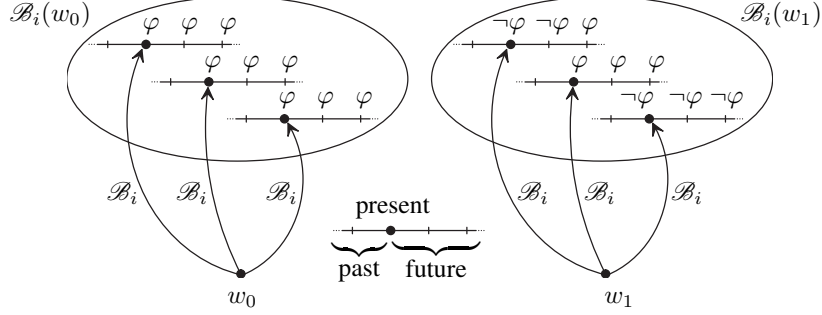 ℬᵢ(w₀)
φ φ φ
φ φ φ
φ φ φ
ℬᵢ ℬᵢ ℬᵢ
w₀
present
past future
ℬᵢ(w₁)
¬φ ¬φ φ
φ φ φ
¬φ ¬φ ¬φ
ℬᵢ ℬᵢ ℬᵢ
w₁